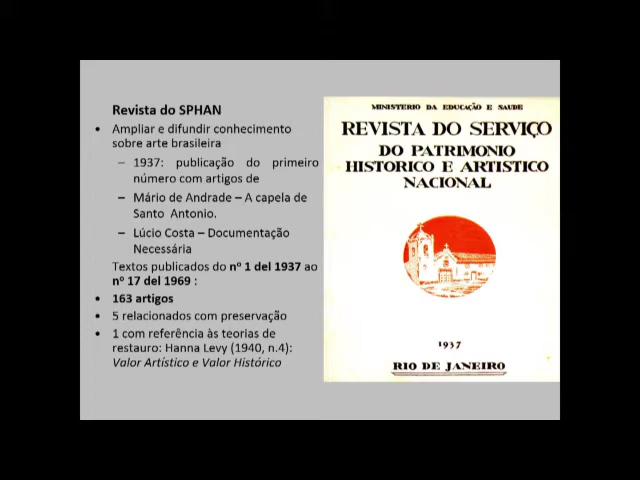 Revista do SPHAN
• Ampliar e difundir conhecimento
sobre arte brasileira
– 1937: publicação do primeiro
número com artigos de
– Mário de Andrade – A capela de
Santo Antonio.
– Lúcio Costa – Documentação
Necessária
Textos publicados do nº 1 del 1937 ao
nº 17 del 1969 :
• 163 artigos
• 5 relacionados com preservação
• 1 com referência às teorias de
restauro: Hanna Levy (1940, n.4):
Valor Artístico e Valor Histórico
MINISTERIO DA EDUCAÇÃO E SAUDE
REVISTA DO SERVIÇO
DO PATRIMONIO
HISTORICO E ARTISTICO
NACIONAL
1937
RIO DE JANEIRO